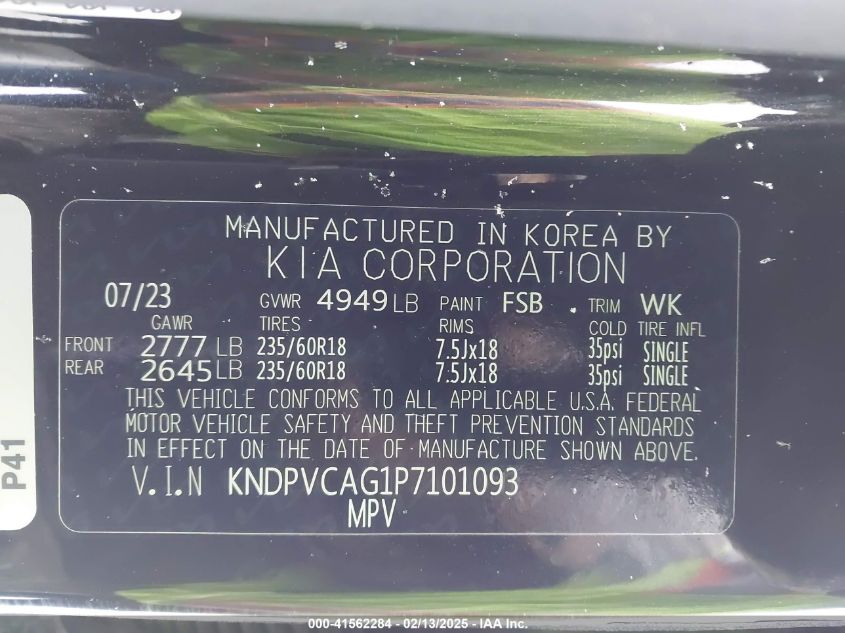 MANUFACTURED IN KOREA BY
KIA CORPORATION
07/23 GVWR 4949 LB PAINT FSB TRIM WK
GAWR TIRES RIMS COLD TIRE INFL
FRONT 2777 LB 235/60R18 7.5Jx18 35psi SINGLE
REAR 2645 LB 235/60R18 7.5Jx18 35psi SINGLE
THIS VEHICLE CONFORMS TO ALL APPLICABLE U.S.A. FEDERAL
MOTOR VEHICLE SAFETY AND THEFT PREVENTION STANDARDS
IN EFFECT ON THE DATE OF MANUFACTURE SHOWN ABOVE.
V.I.N KNDPVCAG1P7101093
MPV
P41
000-41562284 - 02/13/2025 - IAA Inc.